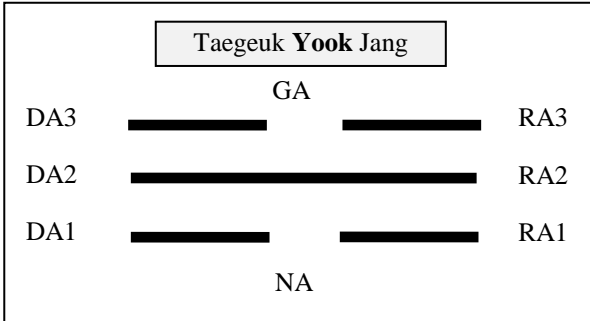 Taegeuk Yook Jang
GA
DA3 RA3
DA2 RA2
DA1 RA1
NA